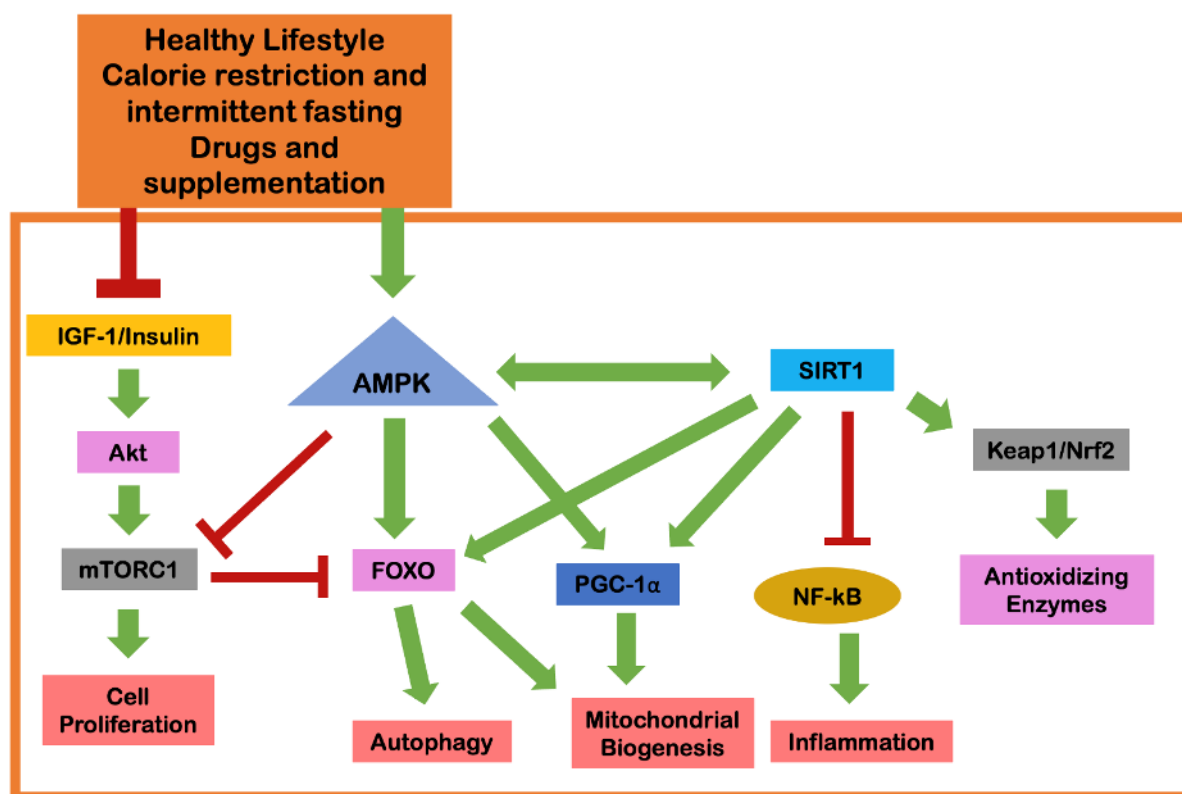 Healthy Lifestyle
Calorie restriction and
intermittent fasting
Drugs and
supplementation
IGF-1/Insulin
AMPK
SIRT1
Akt
Keap1/Nrf2
mTORC1
FOXO
PGC-1α
NF-kB
Antioxidizing
Enzymes
Cell
Proliferation
Autophagy
Mitochondrial
Biogenesis
Inflammation